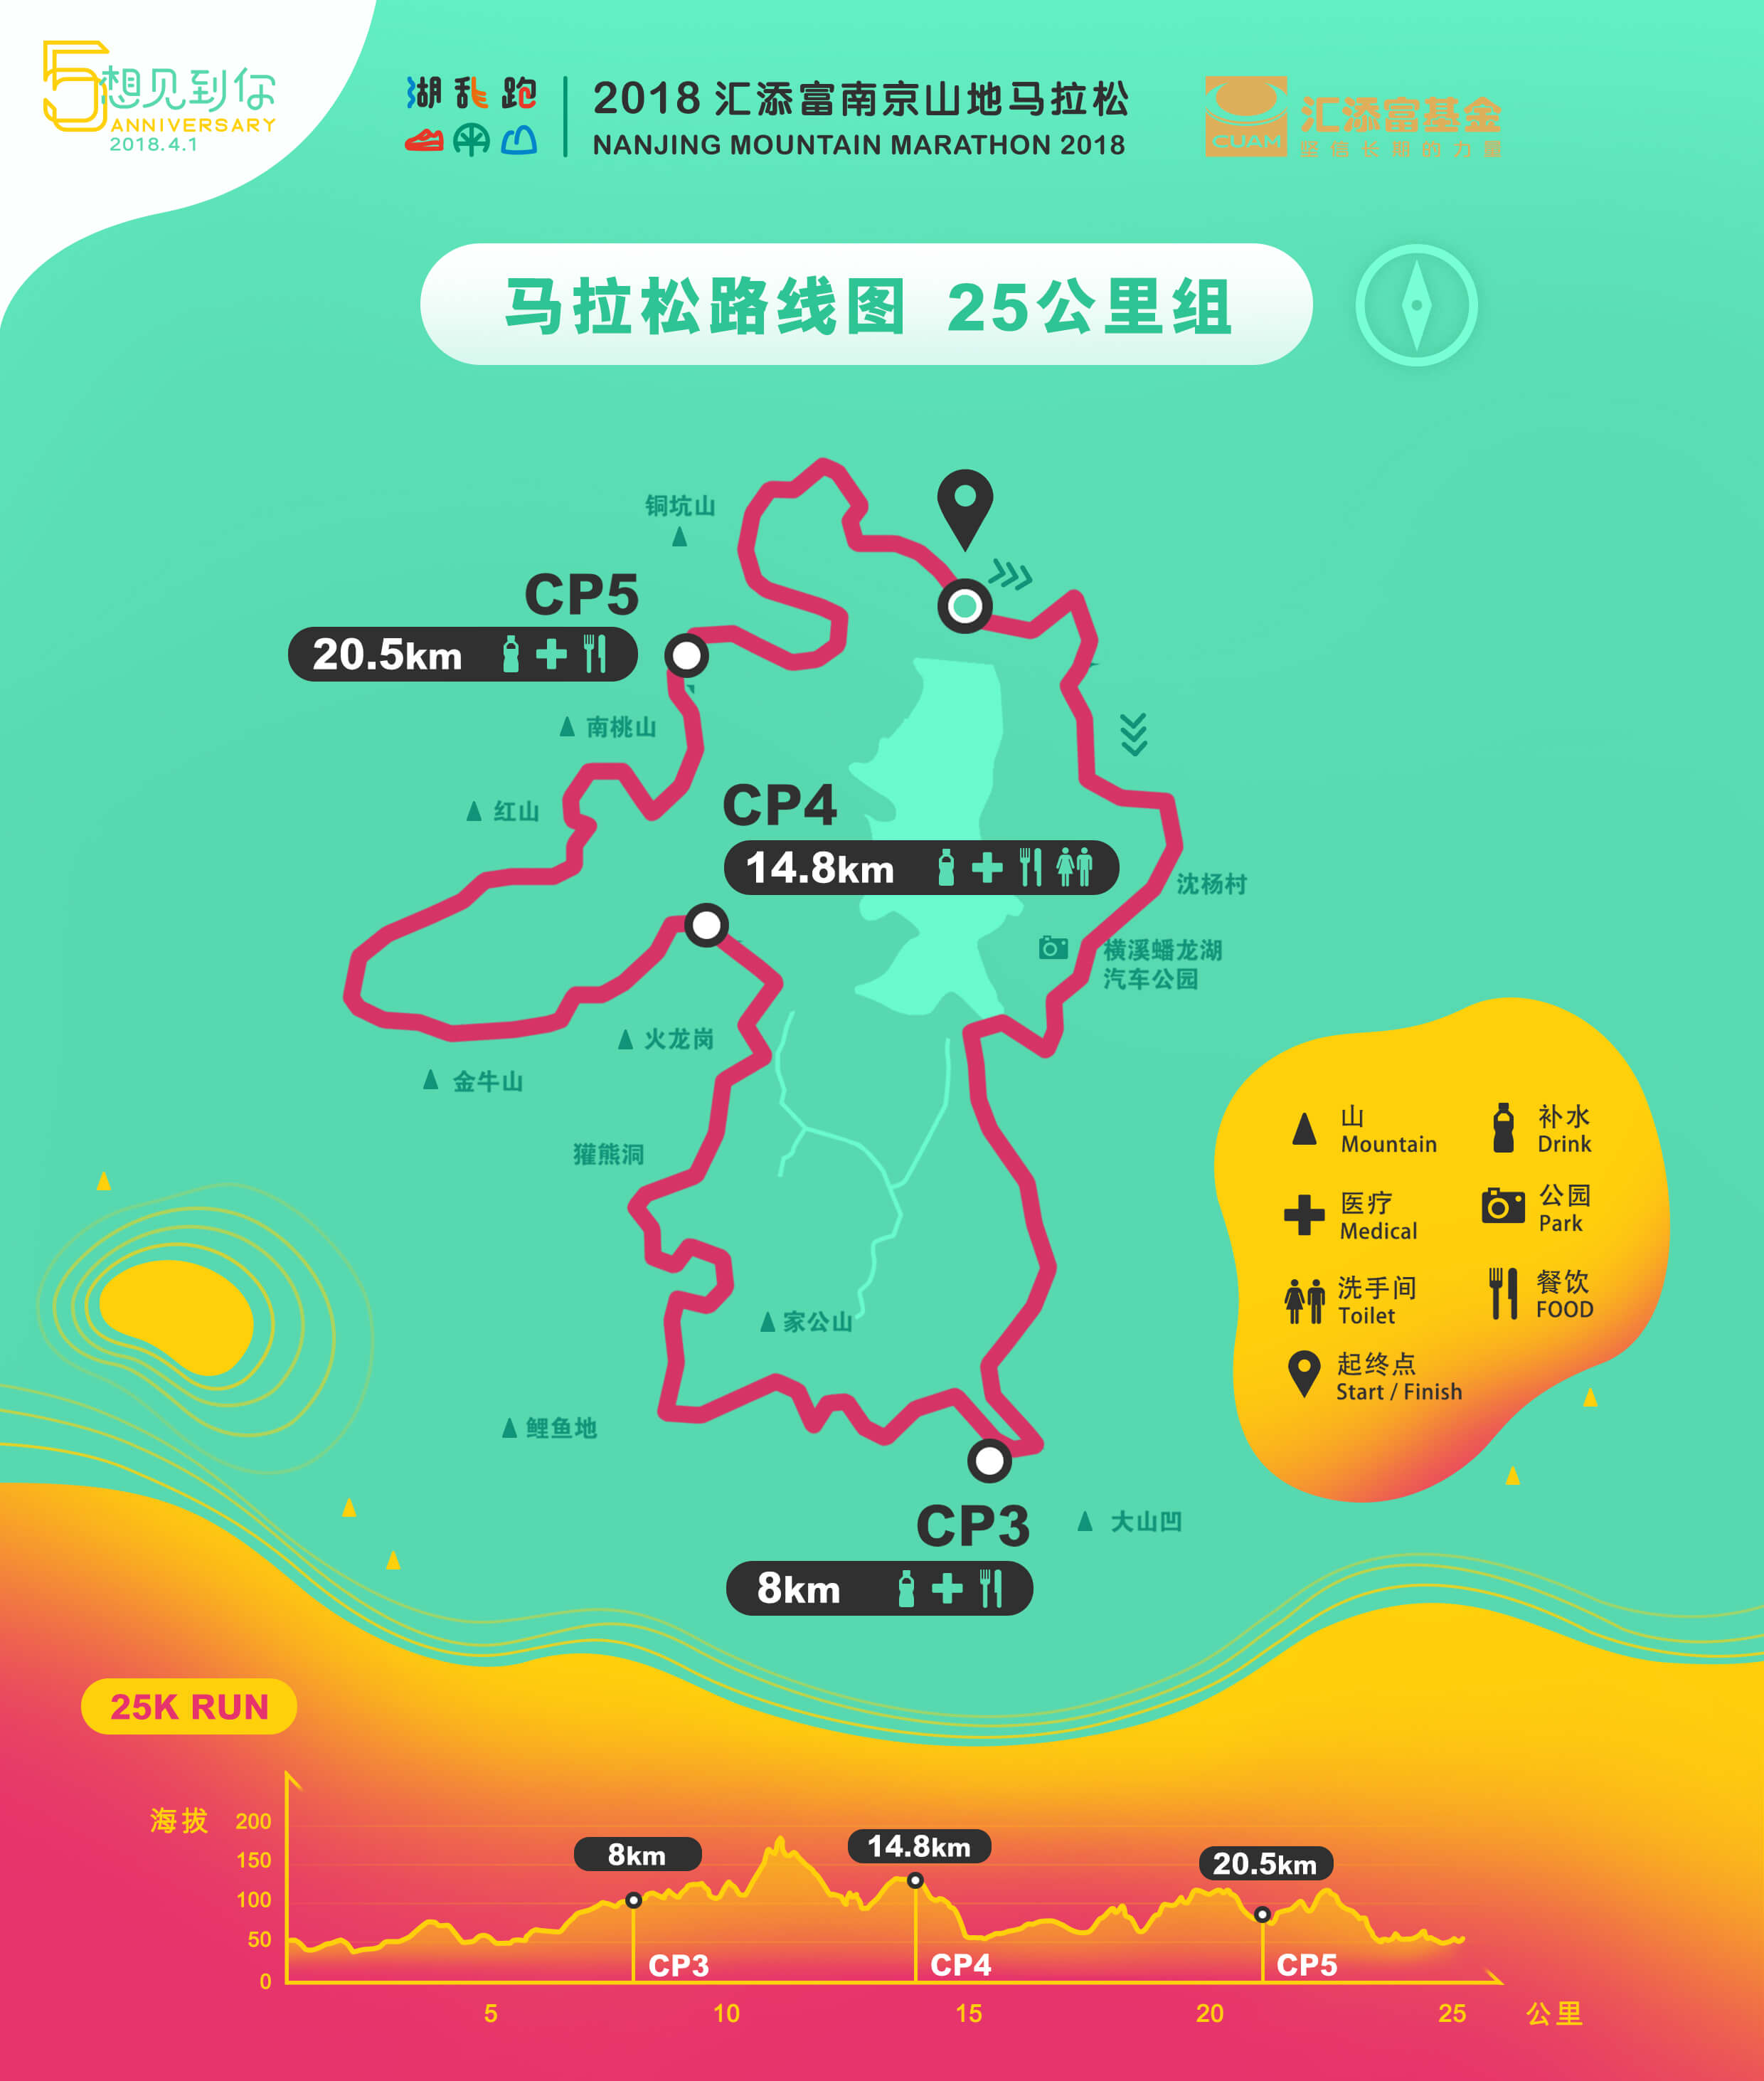 5 想见到你
ANNIVERSARY
2018.4.1
湖乱跑
2018 汇添富南京山地马拉松
NANJING MOUNTAIN MARATHON 2018
CUAM
汇添富基金
坚信长期的力量
马拉松路线图 25公里组
铜坑山
CP5
20.5km
南桃山
红山
CP4
14.8km
沈杨村
横溪蟠龙湖
汽车公园
火龙岗
金牛山
獾熊洞
家公山
鲤鱼地
CP3
8km
大山凹
山
Mountain
补水
Drink
医疗
Medical
公园
Park
洗手间
Toilet
餐饮
FOOD
起终点
Start / Finish
25K RUN
海拔
200
150
100
50
0
8km
14.8km
20.5km
CP3
CP4
CP5
5
10
15
20
25
公里